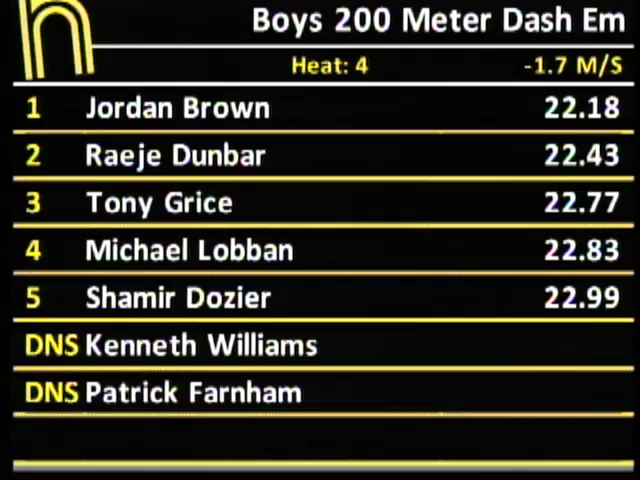 Boys 200 Meter Dash Em
Heat: 4 -1.7 M/S
1 Jordan Brown 22.18
2 Raeje Dunbar 22.43
3 Tony Grice 22.77
4 Michael Lobban 22.83
5 Shamir Dozier 22.99
DNS Kenneth Williams
DNS Patrick Farnham